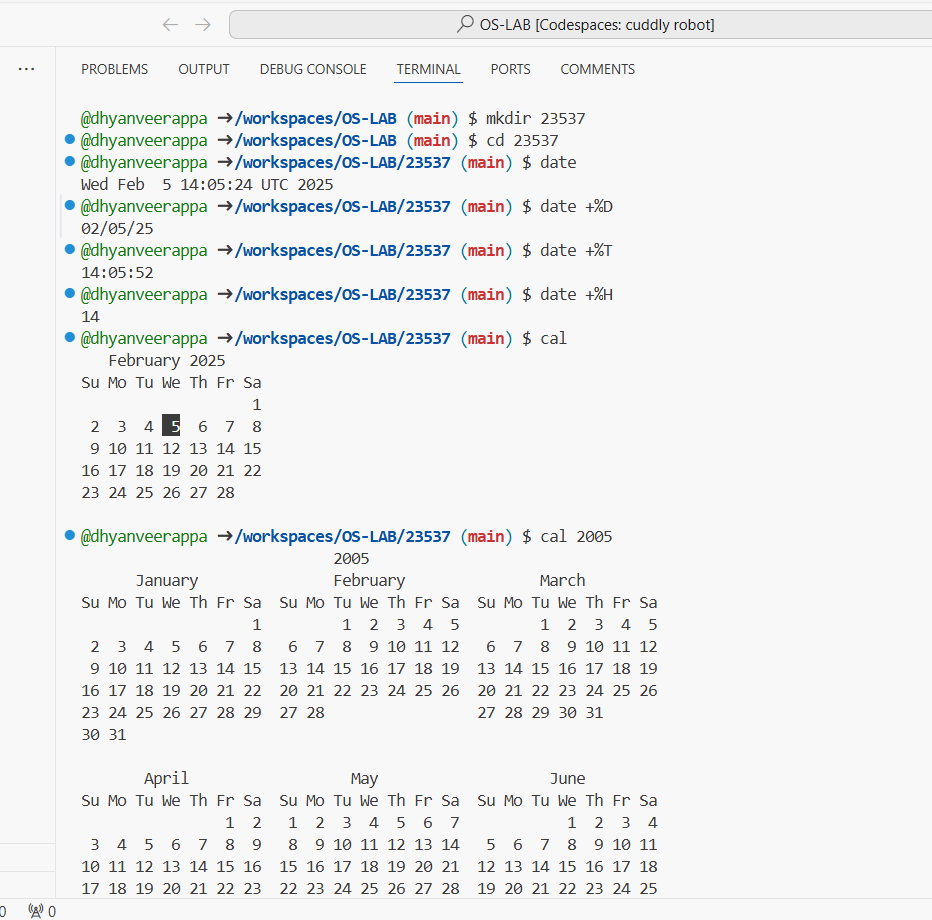 OS-LAB [Codespaces: cuddly robot]
PROBLEMS OUTPUT DEBUG CONSOLE TERMINAL PORTS COMMENTS
@dhyanveerappa ➜/workspaces/OS-LAB (main) $ mkdir 23537
@dhyanveerappa ➜/workspaces/OS-LAB (main) $ cd 23537
@dhyanveerappa ➜/workspaces/OS-LAB/23537 (main) $ date
Wed Feb  5 14:05:24 UTC 2025
@dhyanveerappa ➜/workspaces/OS-LAB/23537 (main) $ date +%D
02/05/25
@dhyanveerappa ➜/workspaces/OS-LAB/23537 (main) $ date +%T
14:05:52
@dhyanveerappa ➜/workspaces/OS-LAB/23537 (main) $ date +%H
14
@dhyanveerappa ➜/workspaces/OS-LAB/23537 (main) $ cal
   February 2025
Su Mo Tu We Th Fr Sa
                   1
 2  3  4  5  6  7  8
 9 10 11 12 13 14 15
16 17 18 19 20 21 22
23 24 25 26 27 28
@dhyanveerappa ➜/workspaces/OS-LAB/23537 (main) $ cal 2005
                            2005
      January               February               March
Su Mo Tu We Th Fr Sa  Su Mo Tu We Th Fr Sa  Su Mo Tu We Th Fr Sa
                   1         1  2  3  4  5         1  2  3  4  5
 2  3  4  5  6  7  8   6  7  8  9 10 11 12   6  7  8  9 10 11 12
 9 10 11 12 13 14 15  13 14 15 16 17 18 19  13 14 15 16 17 18 19
16 17 18 19 20 21 22  20 21 22 23 24 25 26  20 21 22 23 24 25 26
23 24 25 26 27 28 29  27 28                 27 28 29 30 31
30 31
       April                  May                   June
Su Mo Tu We Th Fr Sa  Su Mo Tu We Th Fr Sa  Su Mo Tu We Th Fr Sa
                1  2   1  2  3  4  5  6  7            1  2  3  4
 3  4  5  6  7  8  9   8  9 10 11 12 13 14   5  6  7  8  9 10 11
10 11 12 13 14 15 16  15 16 17 18 19 20 21  12 13 14 15 16 17 18
17 18 19 20 21 22 23  22 23 24 25 26 27 28  19 20 21 22 23 24 25
0 0